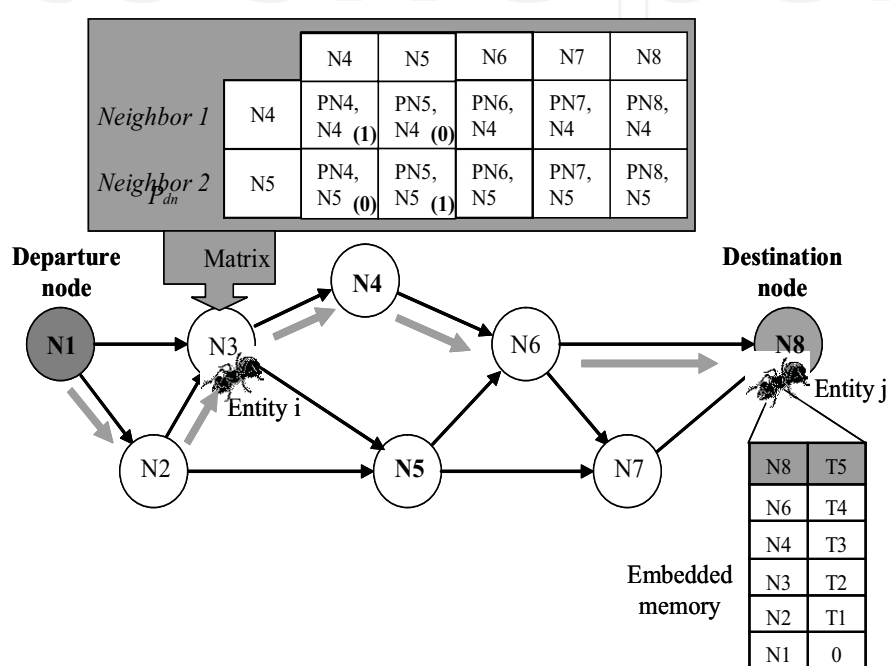 N4 N5 N6 N7 N8
Neighbor 1 N4 PN4, N4 (1) PN5, N4 (0) PN6, N4 PN7, N4 PN8, N4
Neighbor 2 N5 PN4, N5 (0) PN5, N5 (1) PN6, N5 PN7, N5 PN8, N5
P dn
Matrix
Departure
node
Destination
node
N4
N1
N3
N6
N8
Entity i
Entity j
N2
N5
N7
Embedded
memory
N8 T5
N6 T4
N4 T3
N3 T2
N2 T1
N1 0